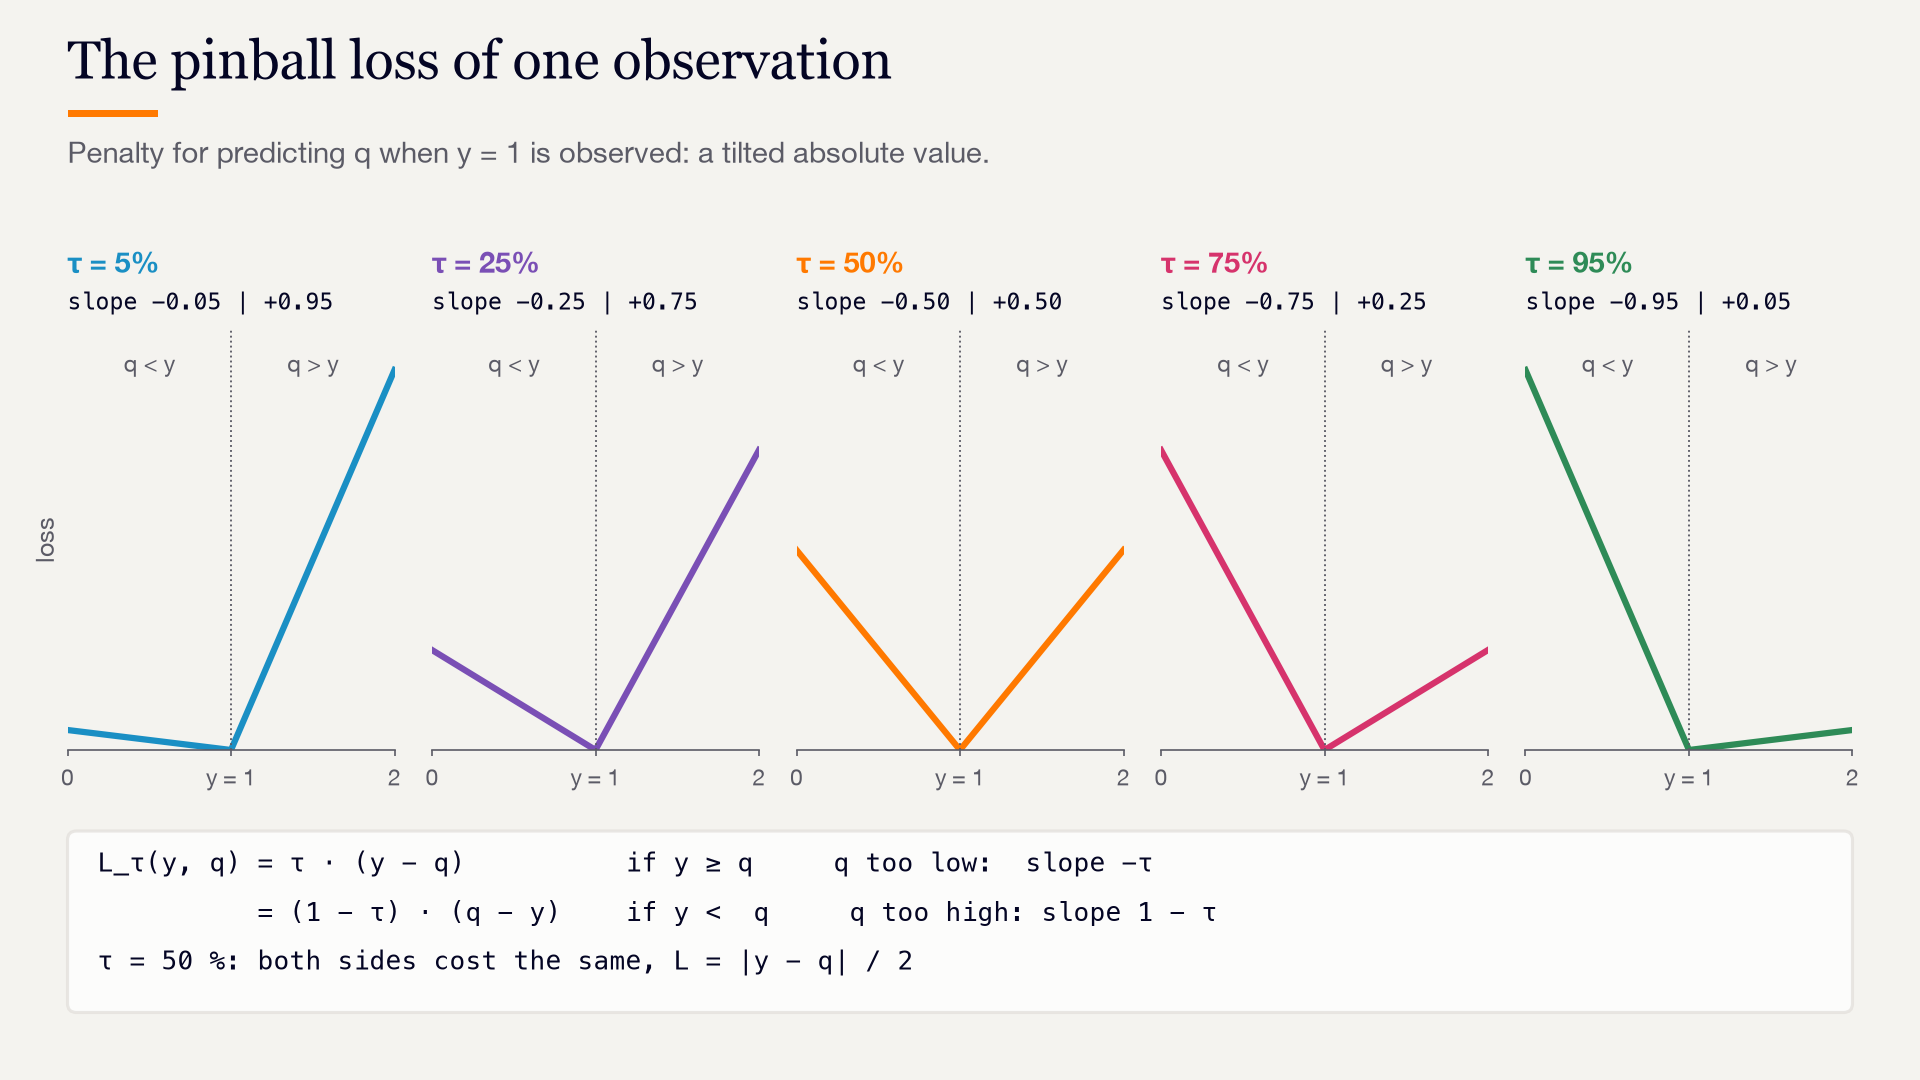 The pinball loss of one observation
Penalty for predicting q when y = 1 is observed: a tilted absolute value.
τ = 5%
slope −0.05 | +0.95
q < y
q > y
τ = 25%
slope −0.25 | +0.75
q < y
q > y
τ = 50%
slope −0.50 | +0.50
q < y
q > y
τ = 75%
slope −0.75 | +0.25
q < y
q > y
τ = 95%
slope −0.95 | +0.05
q < y
q > y
loss
0 y = 1 2
0 y = 1 2
0 y = 1 2
0 y = 1 2
0 y = 1 2
L_τ(y, q) = τ · (y − q) if y ≥ q q too low: slope −τ
= (1 − τ) · (q − y) if y < q q too high: slope 1 − τ
τ = 50 %: both sides cost the same, L = |y − q| / 2